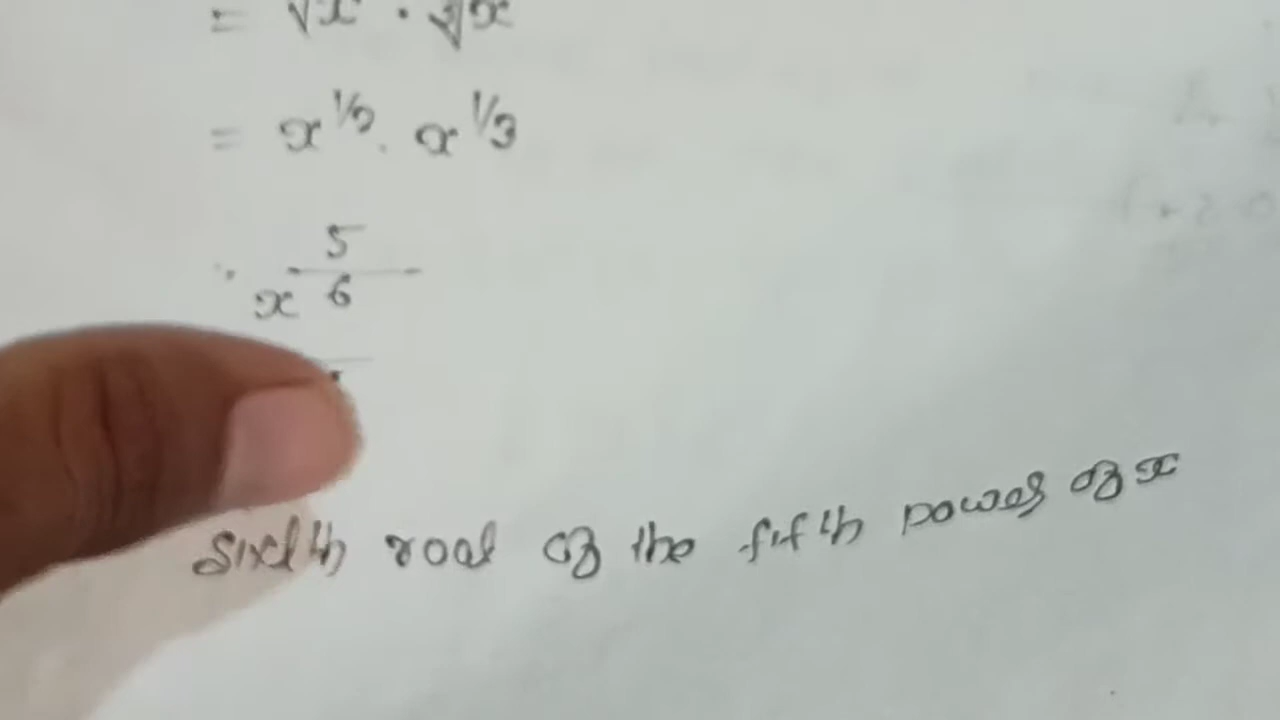 = √x · ∛x
= x^1/2 . x^1/3
x^5/6
sixth root of the fifth power of x